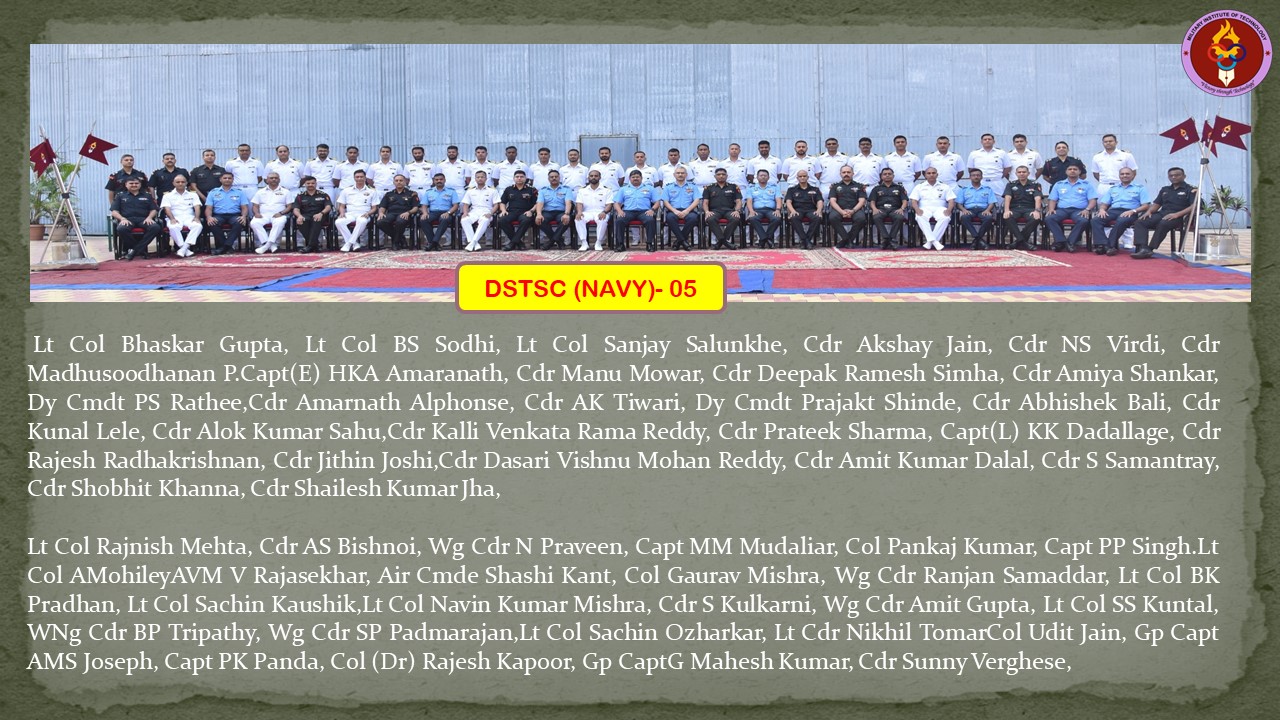 MILITARY INSTITUTE OF TECHNOLOGY
"Victory through Technology"
DSTSC (NAVY)- 05
Lt Col Bhaskar Gupta, Lt Col BS Sodhi, Lt Col Sanjay Salunkhe, Cdr Akshay Jain, Cdr NS Virdi, Cdr
Madhusoodhanan P.Capt(E) HKA Amaranath, Cdr Manu Mowar, Cdr Deepak Ramesh Simha, Cdr Amiya Shankar,
Dy Cmdt PS Rathee,Cdr Amarnath Alphonse, Cdr AK Tiwari, Dy Cmdt Prajakt Shinde, Cdr Abhishek Bali, Cdr
Kunal Lele, Cdr Alok Kumar Sahu,Cdr Kalli Venkata Rama Reddy, Cdr Prateek Sharma, Capt(L) KK Dadallage, Cdr
Rajesh Radhakrishnan, Cdr Jithin Joshi,Cdr Dasari Vishnu Mohan Reddy, Cdr Amit Kumar Dalal, Cdr S Samantray,
Cdr Shobhit Khanna, Cdr Shailesh Kumar Jha,
Lt Col Rajnish Mehta, Cdr AS Bishnoi, Wg Cdr N Praveen, Capt MM Mudaliar, Col Pankaj Kumar, Capt PP Singh.Lt
Col AMohileyAVM V Rajasekhar, Air Cmde Shashi Kant, Col Gaurav Mishra, Wg Cdr Ranjan Samaddar, Lt Col BK
Pradhan, Lt Col Sachin Kaushik,Lt Col Navin Kumar Mishra, Cdr S Kulkarni, Wg Cdr Amit Gupta, Lt Col SS Kuntal,
WNg Cdr BP Tripathy, Wg Cdr SP Padmarajan,Lt Col Sachin Ozharkar, Lt Cdr Nikhil TomarCol Udit Jain, Gp Capt
AMS Joseph, Capt PK Panda, Col (Dr) Rajesh Kapoor, Gp CaptG Mahesh Kumar, Cdr Sunny Verghese,